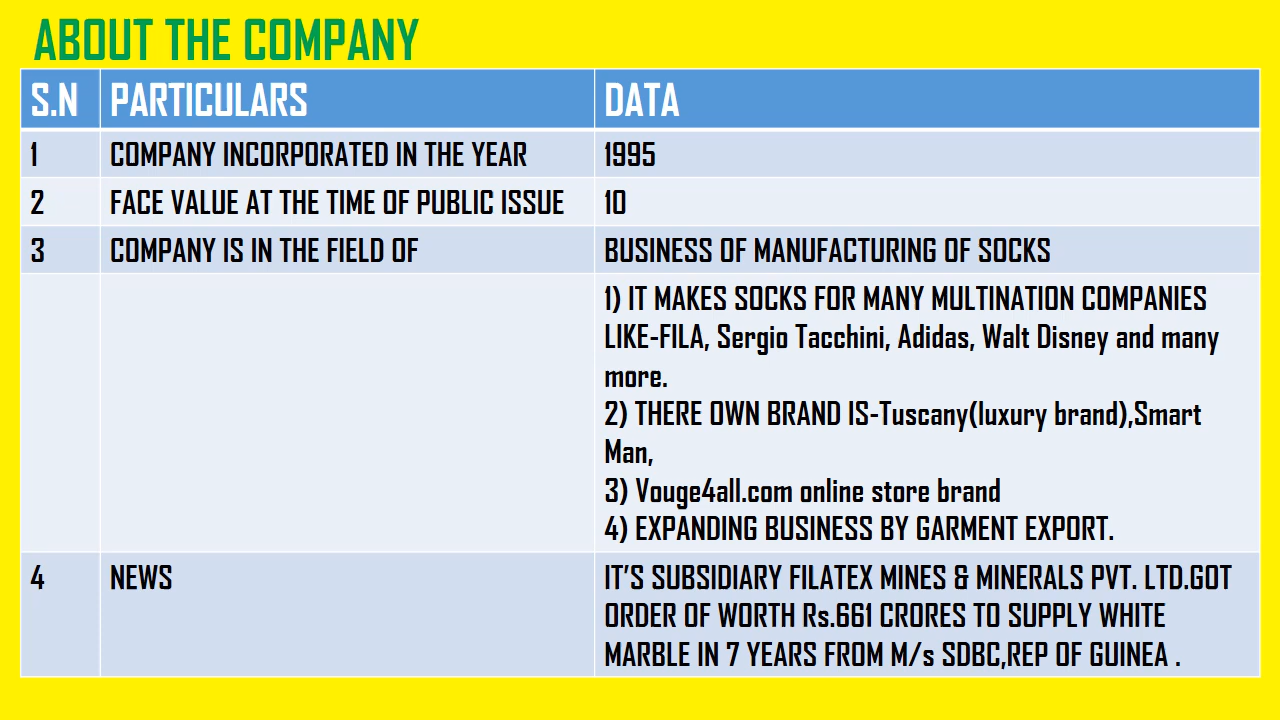 ABOUT THE COMPANY
S.N PARTICULARS DATA
1 COMPANY INCORPORATED IN THE YEAR 1995
2 FACE VALUE AT THE TIME OF PUBLIC ISSUE 10
3 COMPANY IS IN THE FIELD OF BUSINESS OF MANUFACTURING OF SOCKS
1) IT MAKES SOCKS FOR MANY MULTINATION COMPANIES
LIKE-FILA, Sergio Tacchini, Adidas, Walt Disney and many
more.
2) THERE OWN BRAND IS-Tuscany(luxury brand),Smart
Man,
3) Vouge4all.com online store brand
4) EXPANDING BUSINESS BY GARMENT EXPORT.
4 NEWS IT’S SUBSIDIARY FILATEX MINES & MINERALS PVT. LTD.GOT
ORDER OF WORTH Rs.661 CRORES TO SUPPLY WHITE
MARBLE IN 7 YEARS FROM M/s SDBC,REP OF GUINEA .